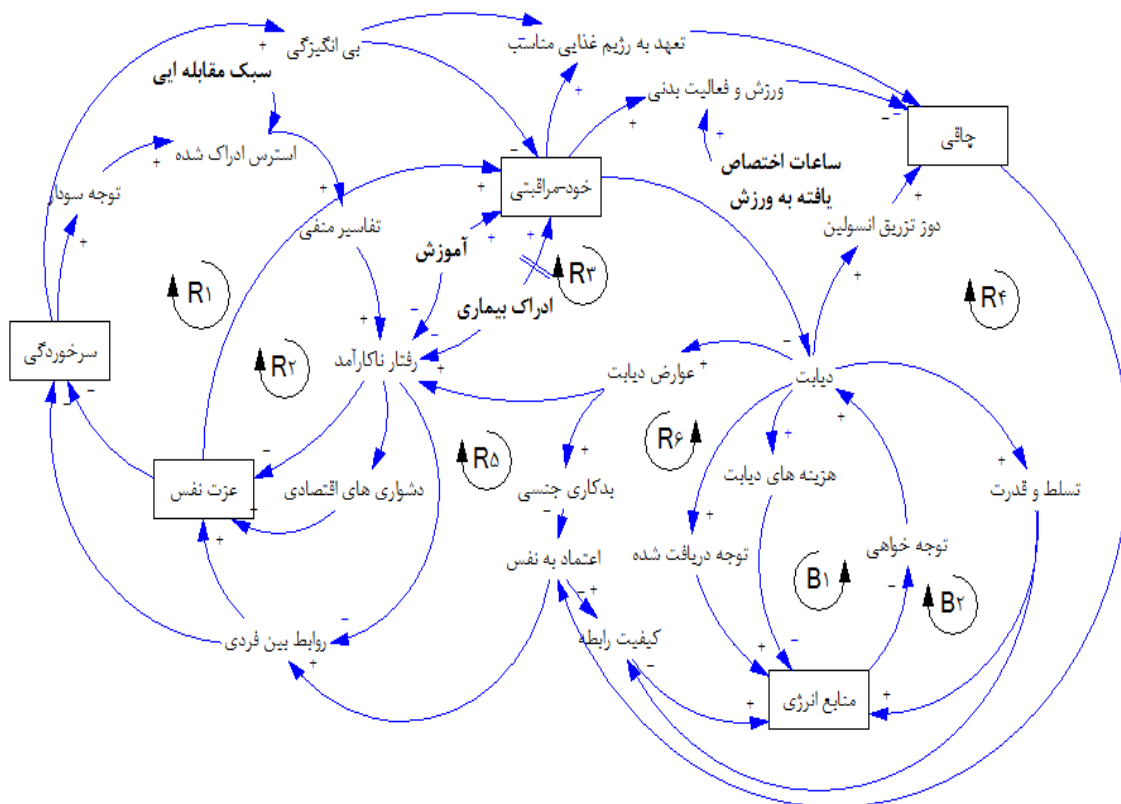 بی انگیزگی
تعهد به رژیم غذایی مناسب
سبک مقابله ایی
ورزش و فعالیت بدنی
چاقی
استرس ادراک شده
ساعات اختصاص
یافته به ورزش
خود-مراقبتی
توجه سودار
تفاسیر منفی
دوز تزریق انسولین
آموزش
R۱
R۳
R۴
ادراک بیماری
سرخوردگی
R۲
رفتار ناکارآمد
عوارض دیابت
دیابت
R۵
R۶
عزت نفس
دشواری های اقتصادی
بدکاری جنسی
هزینه های دیابت
تسلط و قدرت
اعتماد به نفس
توجه دریافت شده
توجه خواهی
B۱
B۲
روابط بین فردی
کیفیت رابطه
منابع انرژی